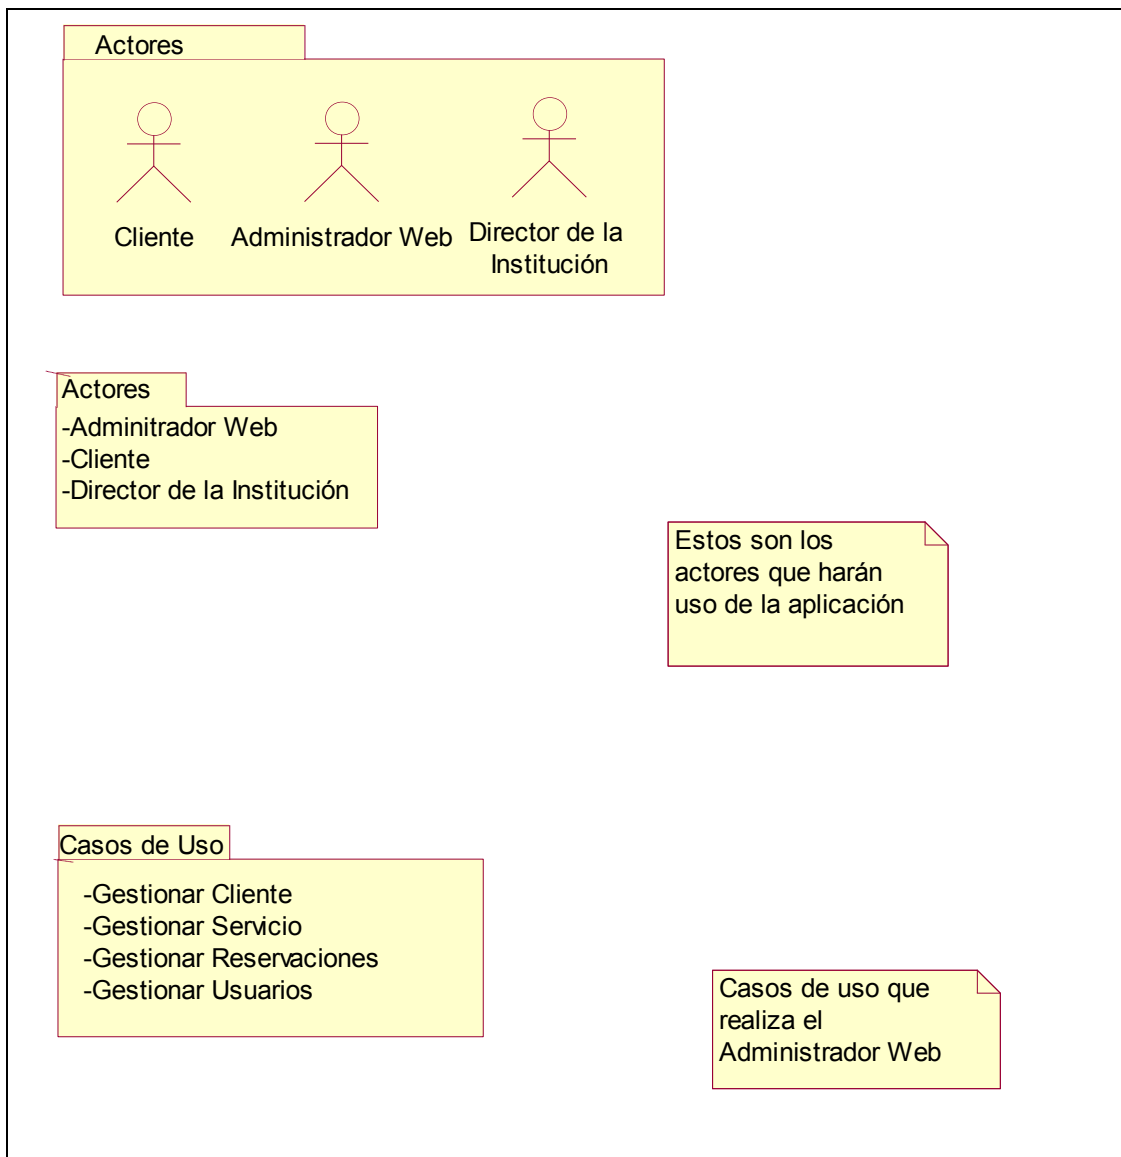 Actores
Cliente
Administrador Web
Director de la
Institución
Actores
-Adminitrador Web
-Cliente
-Director de la Institución
Estos son los
actores que harán
uso de la aplicación
Casos de Uso
-Gestionar Cliente
-Gestionar Servicio
-Gestionar Reservaciones
-Gestionar Usuarios
Casos de uso que
realiza el
Administrador Web